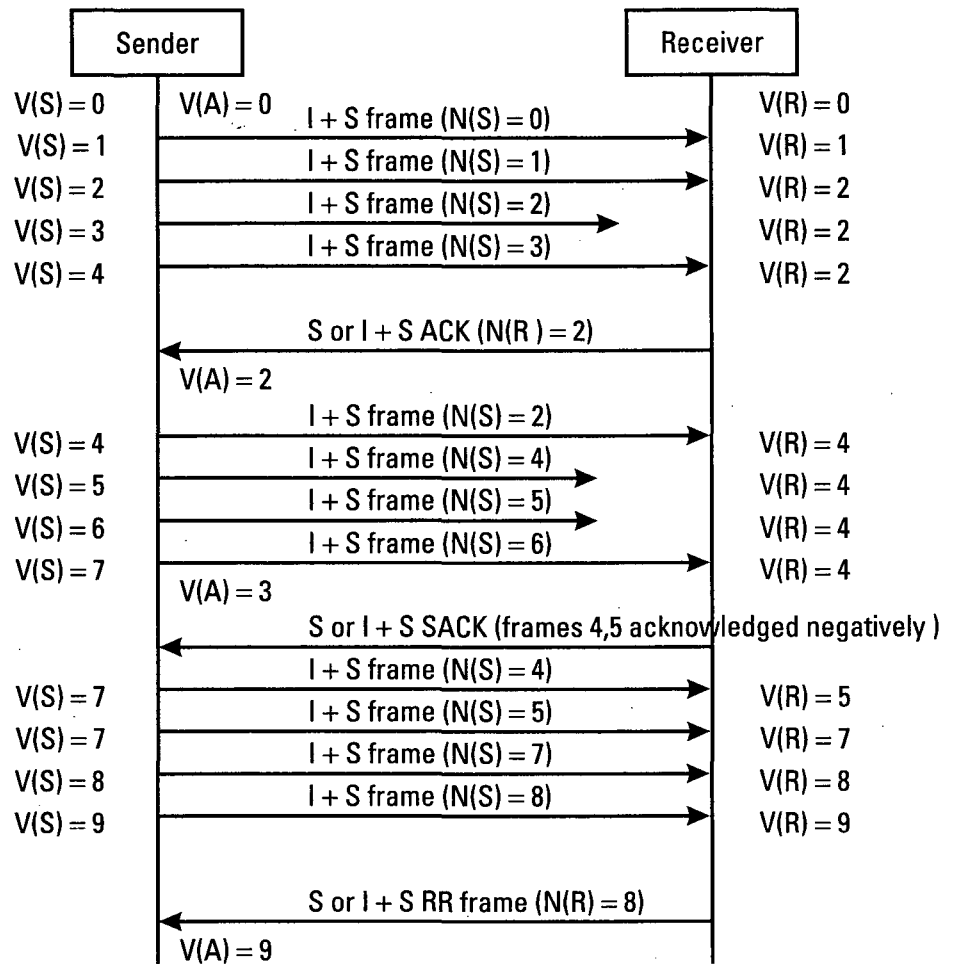 Sender
Receiver
V(S) = 0
V(A) = 0
V(R) = 0
I + S frame (N(S) = 0)
V(S) = 1
V(R) = 1
I + S frame (N(S) = 1)
V(S) = 2
V(R) = 2
I + S frame (N(S) = 2)
V(S) = 3
V(R) = 2
I + S frame (N(S) = 3)
V(S) = 4
V(R) = 2
S or I + S ACK (N(R ) = 2)
V(A) = 2
I + S frame (N(S) = 2)
V(S) = 4
V(R) = 4
I + S frame (N(S) = 4)
V(S) = 5
V(R) = 4
I + S frame (N(S) = 5)
V(S) = 6
V(R) = 4
I + S frame (N(S) = 6)
V(S) = 7
V(R) = 4
V(A) = 3
S or I + S SACK (frames 4,5 acknowledged negatively )
I + S frame (N(S) = 4)
V(S) = 7
V(R) = 5
I + S frame (N(S) = 5)
V(S) = 7
V(R) = 7
I + S frame (N(S) = 7)
V(S) = 8
V(R) = 8
I + S frame (N(S) = 8)
V(S) = 9
V(R) = 9
S or I + S RR frame (N(R) = 8)
V(A) = 9